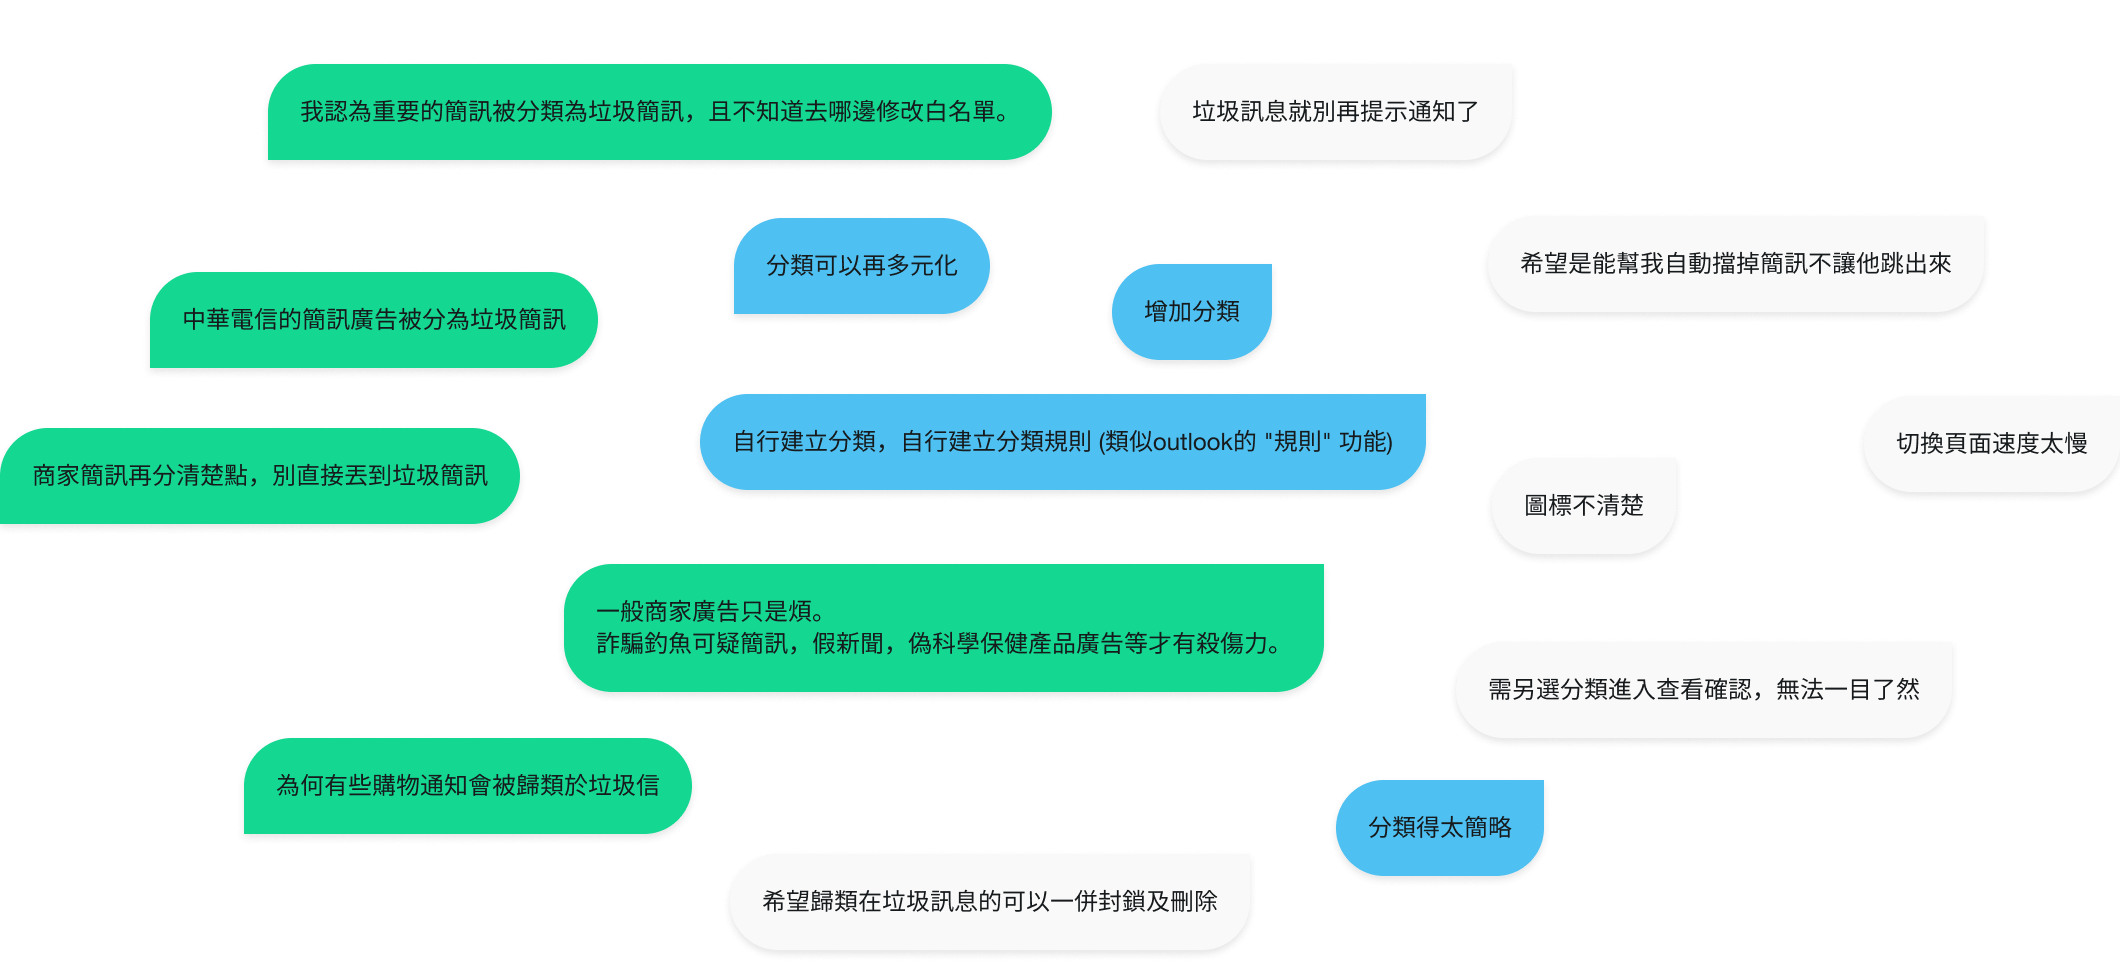 我認為重要的簡訊被分類為垃圾簡訊，且不知道去哪邊修改白名單。
垃圾訊息就別再提示通知了
分類可以再多元化
希望是能幫我自動擋掉簡訊不讓他跳出來
中華電信的簡訊廣告被分為垃圾簡訊
增加分類
自行建立分類，自行建立分類規則 (類似outlook的 "規則" 功能)
切換頁面速度太慢
商家簡訊再分清楚點，別直接丟到垃圾簡訊
圖標不清楚
一般商家廣告只是煩。
詐騙釣魚可疑簡訊，假新聞，偽科學保健產品廣告等才有殺傷力。
需另選分類進入查看確認，無法一目了然
為何有些購物通知會被歸類於垃圾信
分類得太簡略
希望歸類在垃圾訊息的可以一併封鎖及刪除